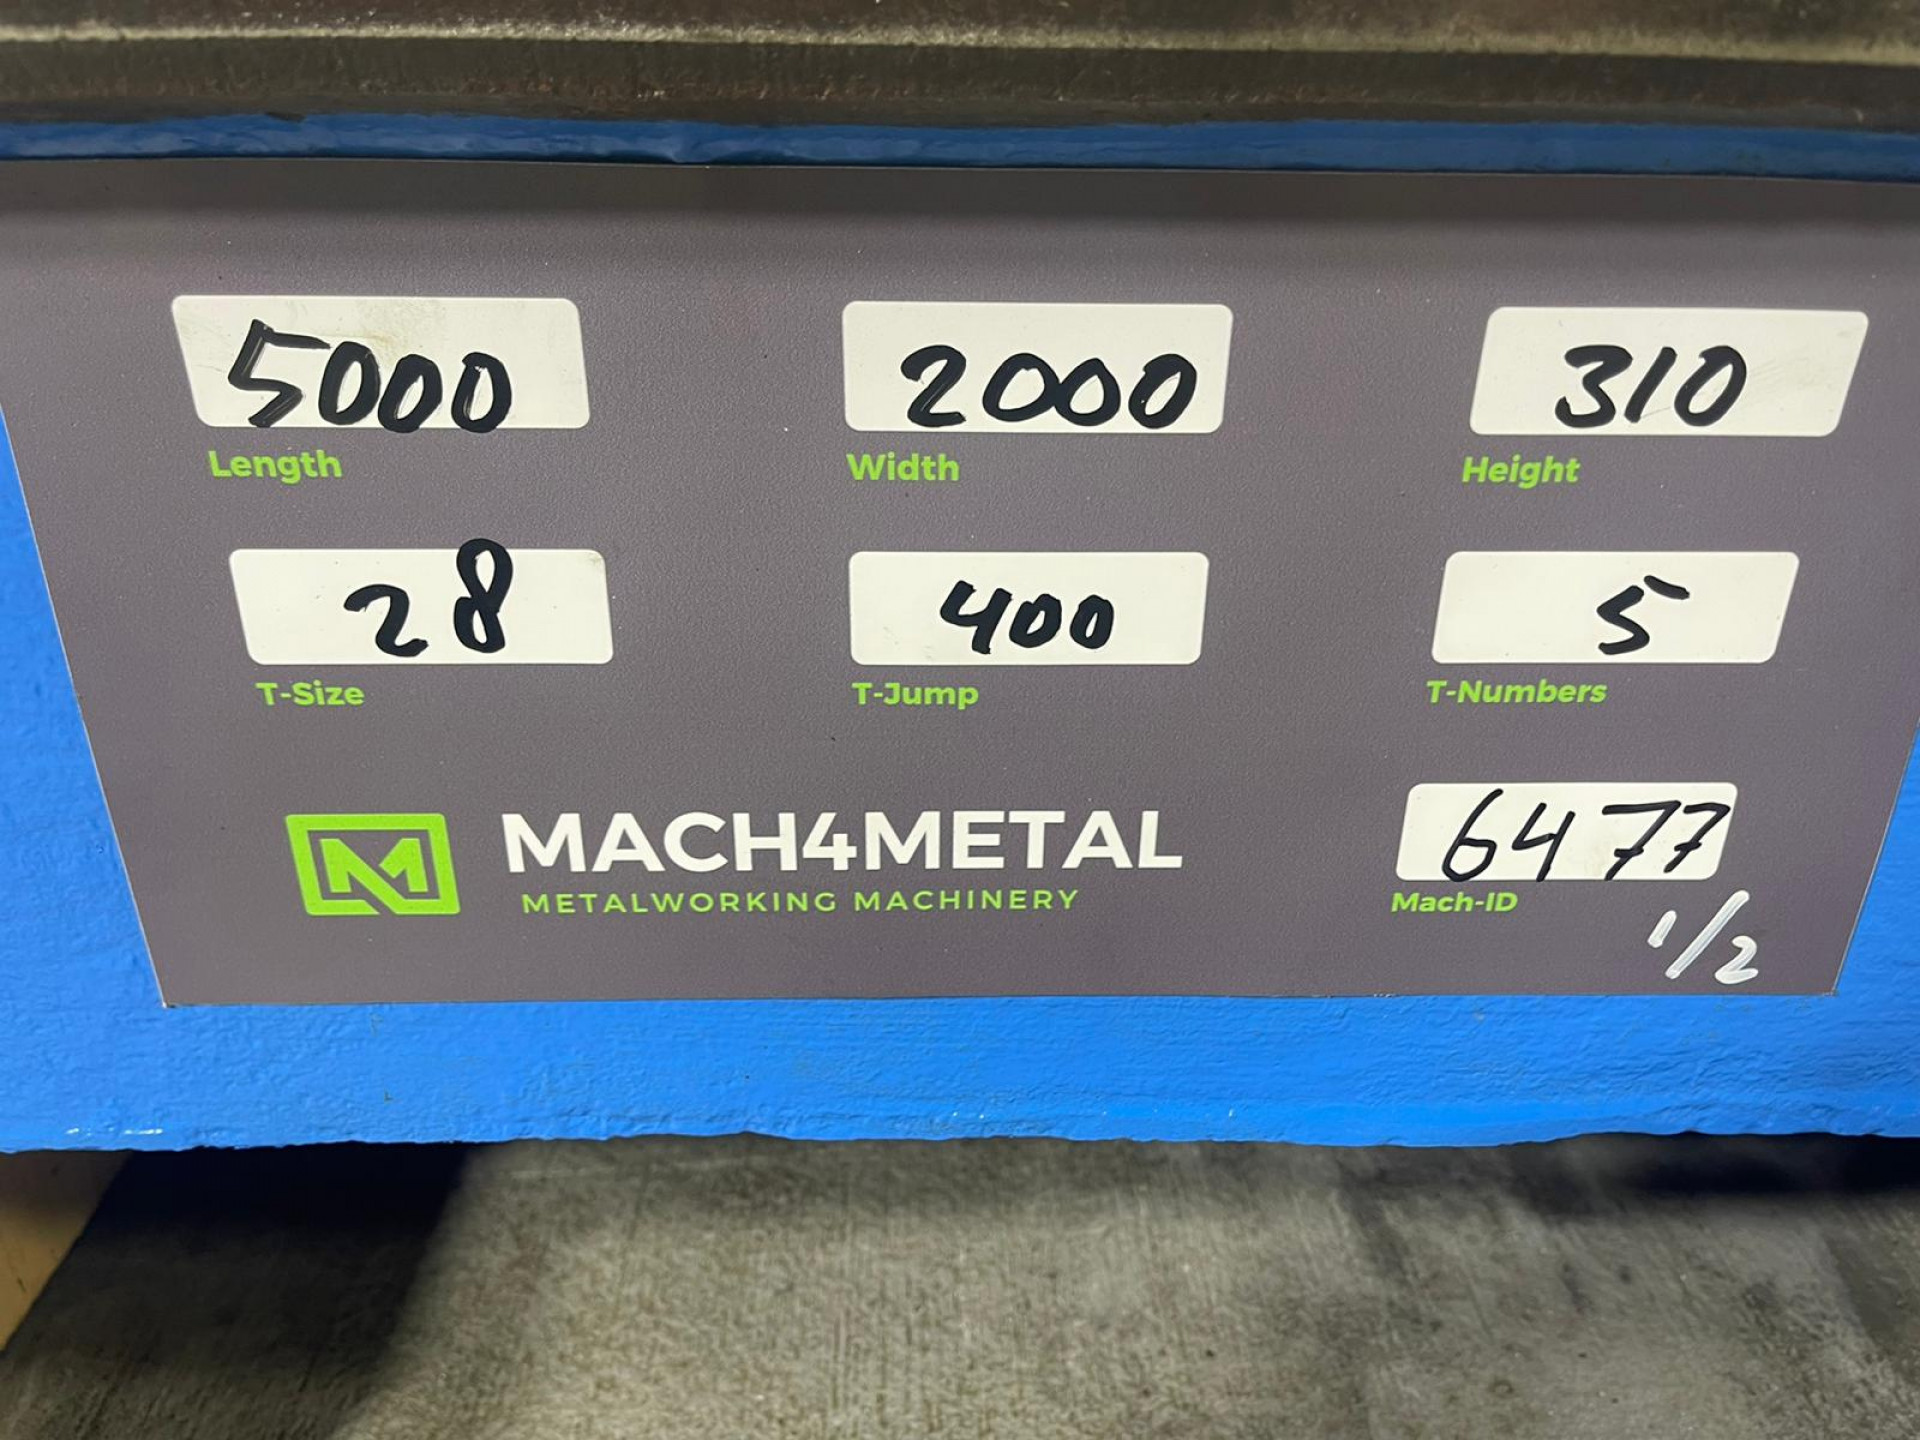 5000 2000 310
Length Width Height
28 400 5
T-Size T-Jump T-Numbers
MACH4METAL 6477
METALWORKING MACHINERY Mach-ID
1/2